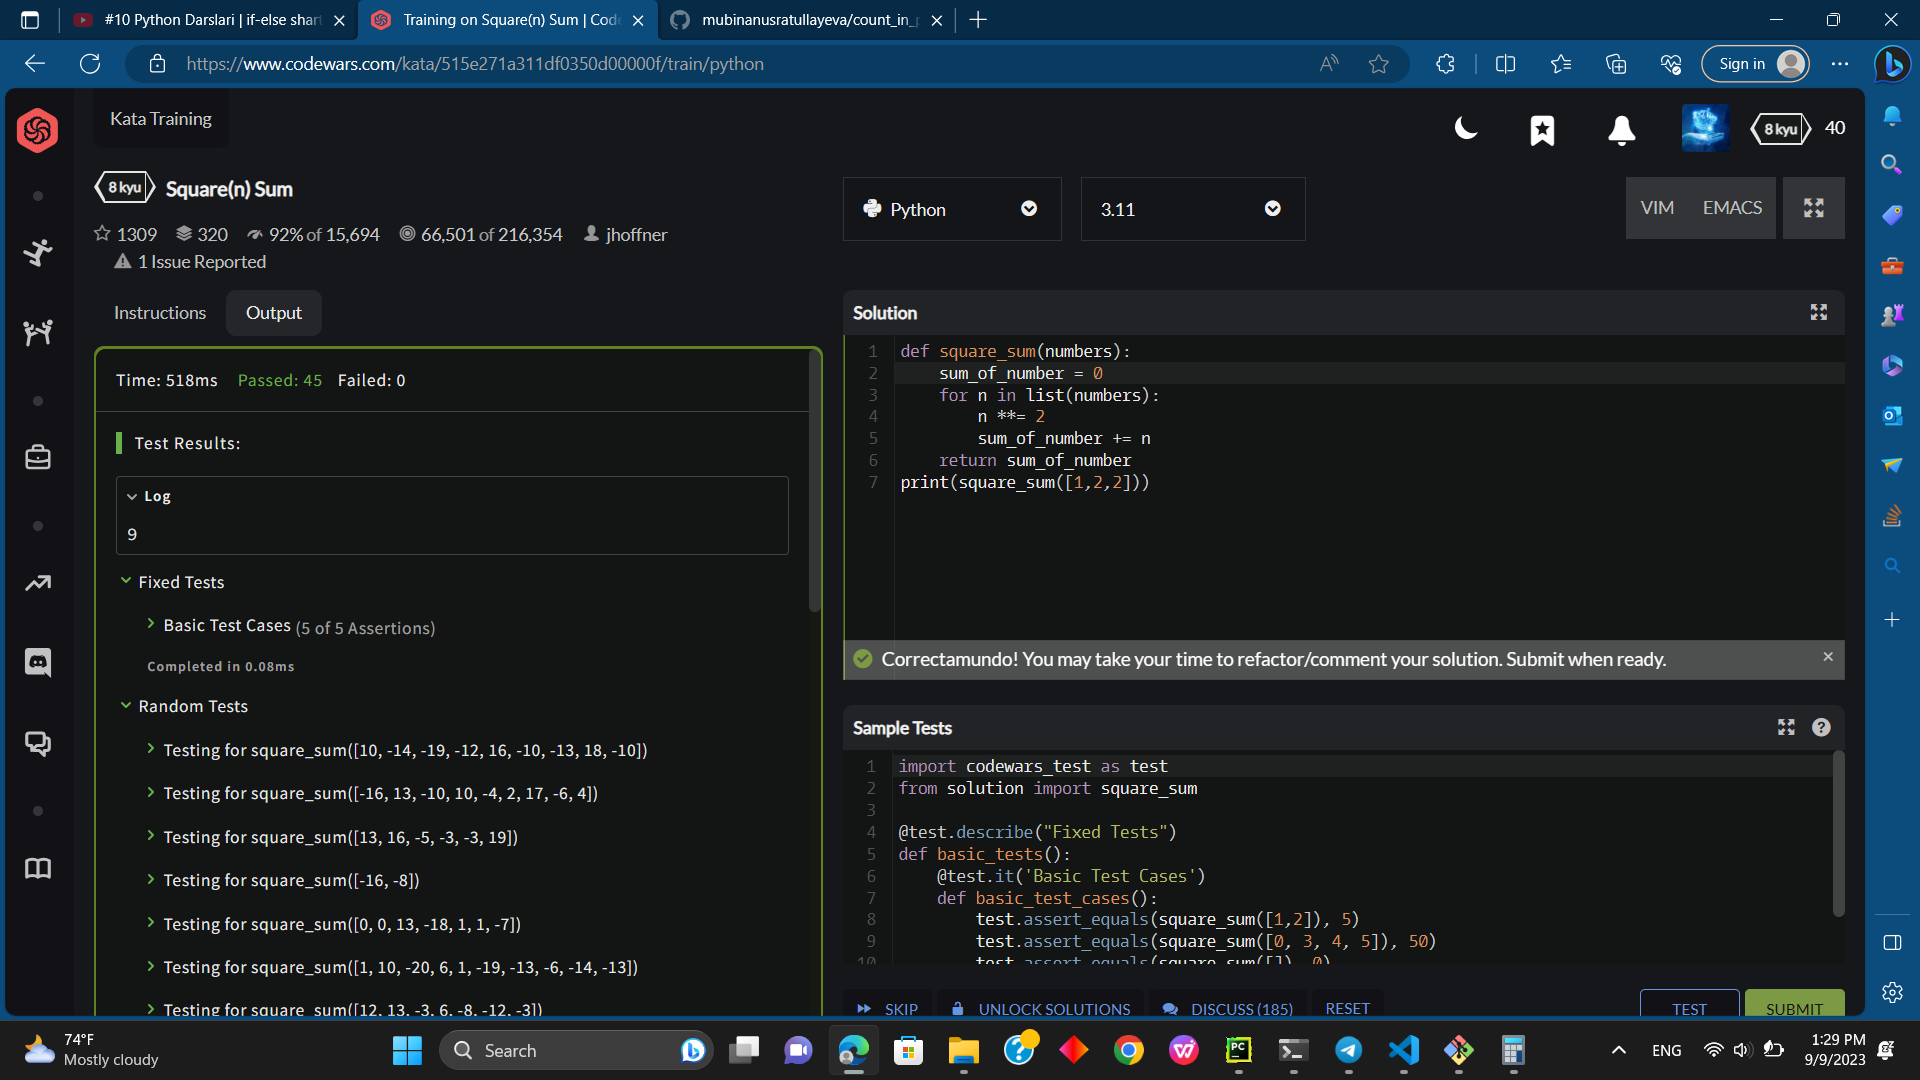 #10 Python Darslari | if-else shart
Training on Square(n) Sum | Code
mubinanusratullayeva/count_in_p
https://www.codewars.com/kata/515e271a311df0350d00000f/train/python
Sign in
Kata Training
8 kyu
40
8 kyu
Square(n) Sum
1309
320
92% of 15,694
66,501 of 216,354
jhoffner
1 Issue Reported
Python
3.11
VIM
EMACS
Instructions
Output
Time: 518ms Passed: 45 Failed: 0
Test Results:
Log
9
Fixed Tests
Basic Test Cases (5 of 5 Assertions)
Completed in 0.08ms
Random Tests
Testing for square_sum([10, -14, -19, -12, 16, -10, -13, 18, -10])
Testing for square_sum([-16, 13, -10, 10, -4, 2, 17, -6, 4])
Testing for square_sum([13, 16, -5, -3, -3, 19])
Testing for square_sum([-16, -8])
Testing for square_sum([0, 0, 13, -18, 1, 1, -7])
Testing for square_sum([1, 10, -20, 6, 1, -19, -13, -6, -14, -13])
Testing for square_sum([12, 13, -3, 6, -8, -12, -3])
Solution
1 def square_sum(numbers):
2 sum_of_number = 0
3 for n in list(numbers):
4 n **= 2
5 sum_of_number += n
6 return sum_of_number
7 print(square_sum([1,2,2]))
Correctamundo! You may take your time to refactor/comment your solution. Submit when ready.
Sample Tests
1 import codewars_test as test
2 from solution import square_sum
3
4 @test.describe("Fixed Tests")
5 def basic_tests():
6 @test.it('Basic Test Cases')
7 def basic_test_cases():
8 test.assert_equals(square_sum([1,2]), 5)
9 test.assert_equals(square_sum([0, 3, 4, 5]), 50)
10 test.assert_equals(square_sum([]), 0)
SKIP
UNLOCK SOLUTIONS
DISCUSS (185)
RESET
TEST
SUBMIT
74°F
Mostly cloudy
Search
PC
ENG
1:29 PM
9/9/2023